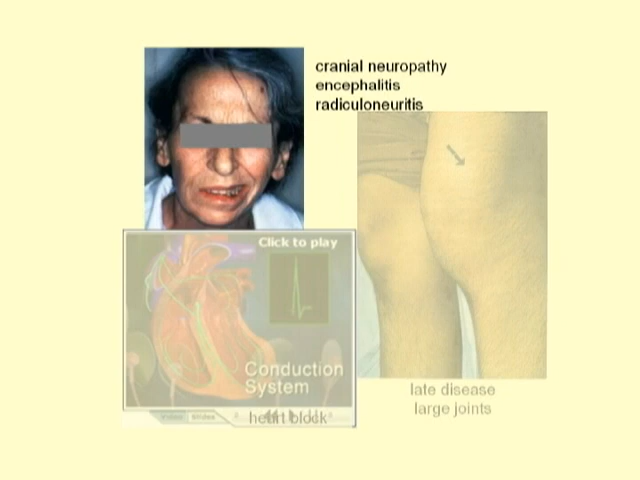 cranial neuropathy
encephalitis
radiculoneuritis
Click to play
Conduction
System
heart block
late disease
large joints